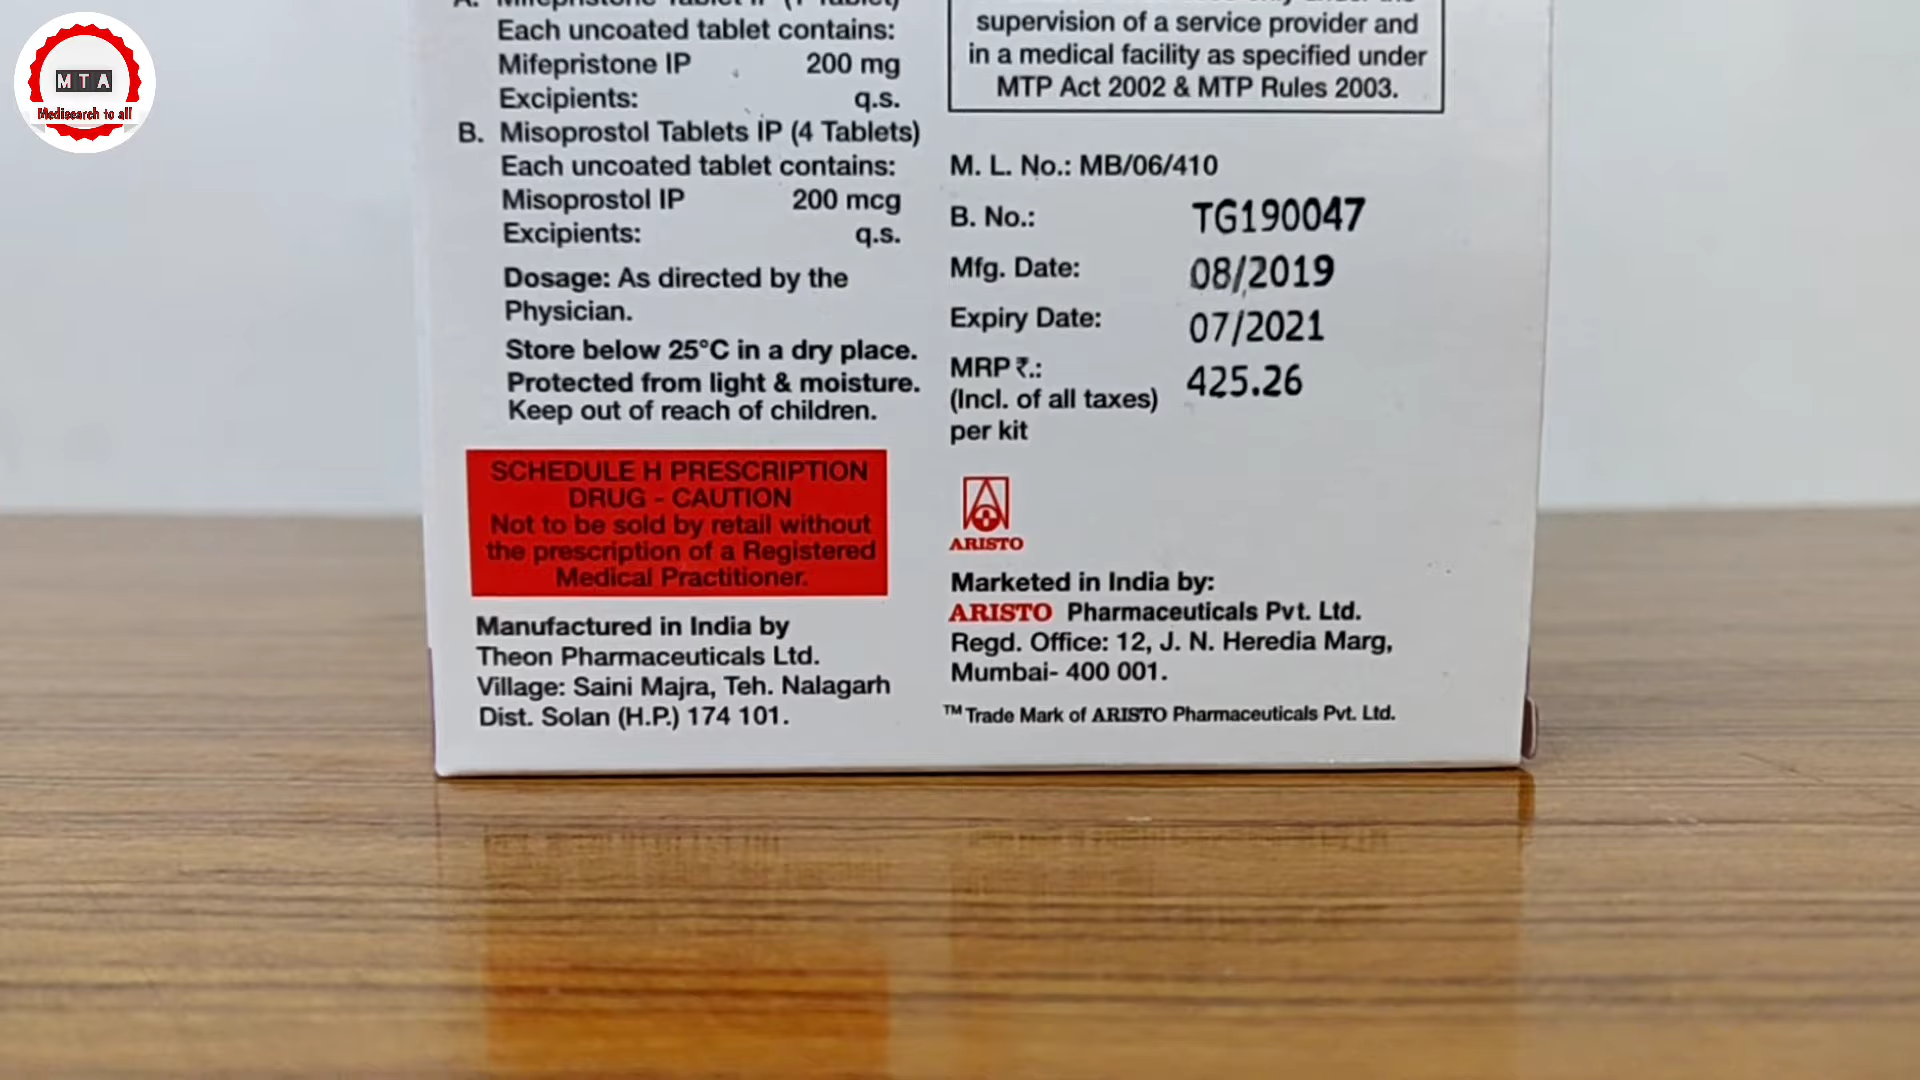 MTA
Medisearch to all
A. Mifepristone Tablet IP (1 Tablet)
Each uncoated tablet contains:
Mifepristone IP 200 mg
Excipients: q.s.
B. Misoprostol Tablets IP (4 Tablets)
Each uncoated tablet contains:
Misoprostol IP 200 mcg
Excipients: q.s.
Dosage: As directed by the
Physician.
Store below 25°C in a dry place.
Protected from light & moisture.
Keep out of reach of children.
SCHEDULE H PRESCRIPTION
DRUG - CAUTION
Not to be sold by retail without
the prescription of a Registered
Medical Practitioner.
Manufactured in India by
Theon Pharmaceuticals Ltd.
Village: Saini Majra, Teh. Nalagarh
Dist. Solan (H.P.) 174 101.
supervision of a service provider and
in a medical facility as specified under
MTP Act 2002 & MTP Rules 2003.
M. L. No.: MB/06/410
B. No.: TG190047
Mfg. Date: 08/2019
Expiry Date: 07/2021
MRP ₹.: 425.26
(Incl. of all taxes)
per kit
ARISTO
Marketed in India by:
ARISTO Pharmaceuticals Pvt. Ltd.
Regd. Office: 12, J. N. Heredia Marg,
Mumbai- 400 001.
™ Trade Mark of ARISTO Pharmaceuticals Pvt. Ltd.